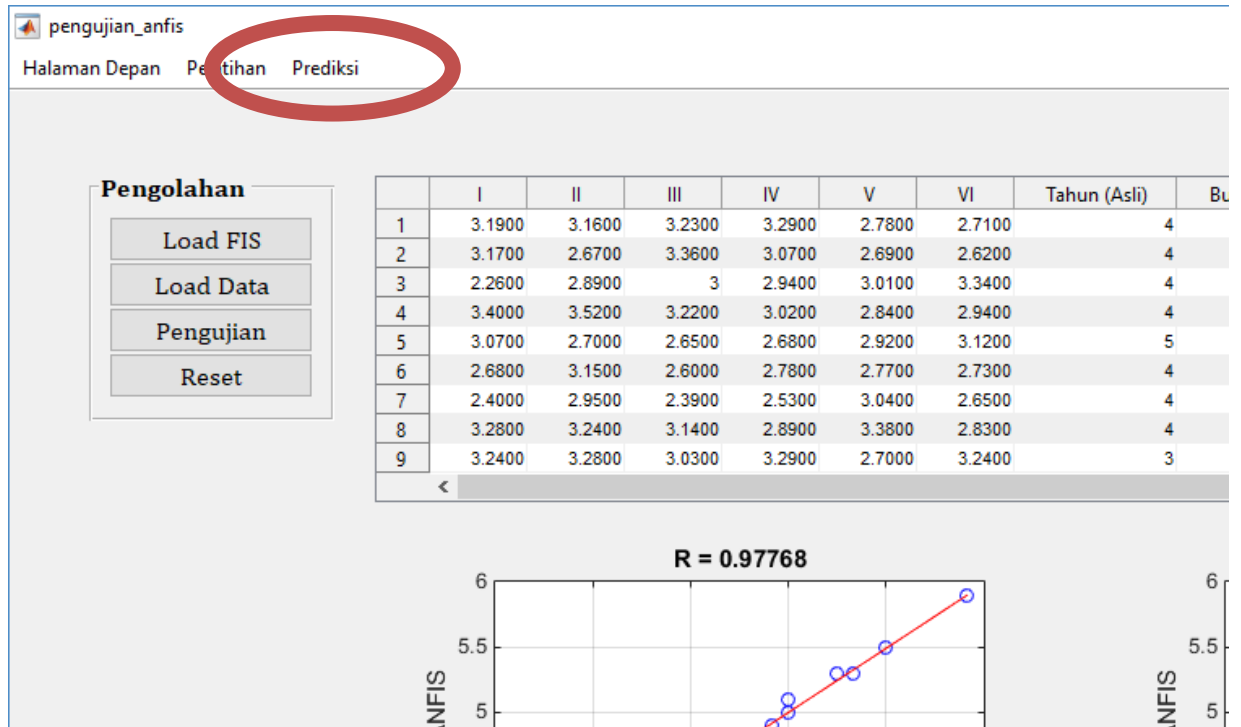 pengujian_anfis
Halaman Depan Pelatihan Prediksi
Pengolahan
Load FIS
Load Data
Pengujian
Reset
I II III IV V VI Tahun (Asli) Bu
1 3.1900 3.1600 3.2300 3.2900 2.7800 2.7100 4
2 3.1700 2.6700 3.3600 3.0700 2.6900 2.6200 4
3 2.2600 2.8900 3 2.9400 3.0100 3.3400 4
4 3.4000 3.5200 3.2200 3.0200 2.8400 2.9400 4
5 3.0700 2.7000 2.6500 2.6800 2.9200 3.1200 5
6 2.6800 3.1500 2.6000 2.7800 2.7700 2.7300 4
7 2.4000 2.9500 2.3900 2.5300 3.0400 2.6500 4
8 3.2800 3.2400 3.1400 2.8900 3.3800 2.8300 4
9 3.2400 3.2800 3.0300 3.2900 2.7000 3.2400 3
R = 0.97768
6
5.5
5
ANFIS
6
5.5
5
ANFIS